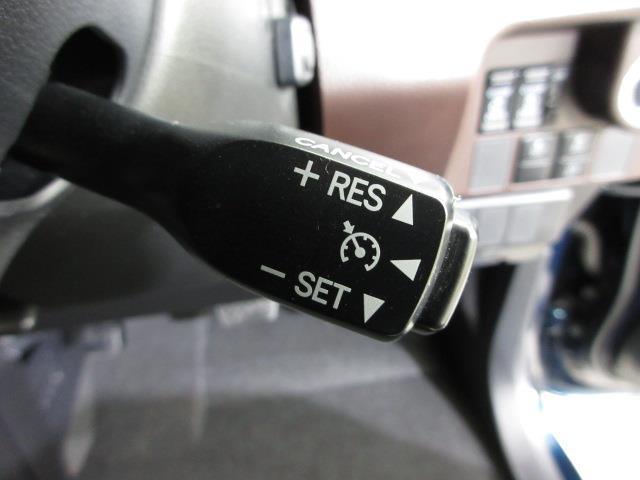 CANCEL
+ RES ▲
◀
− SET ▼